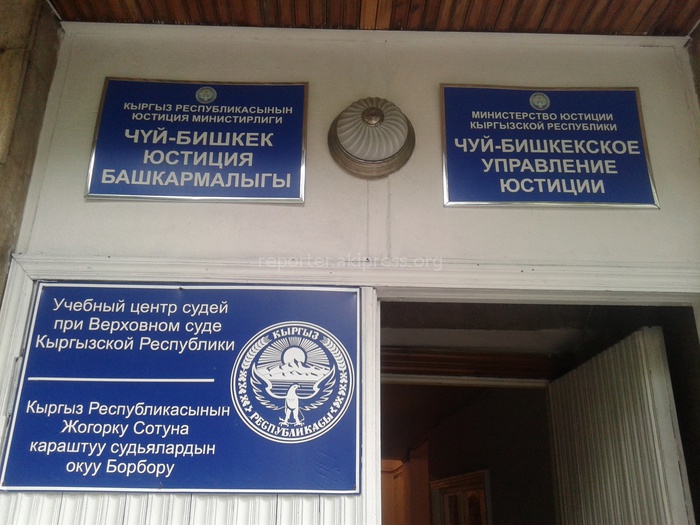 КЫРГЫЗ РЕСПУБЛИКАСЫНЫН
ЮСТИЦИЯ МИНИСТИРЛИГИ
ЧҮЙ-БИШКЕК
ЮСТИЦИЯ
БАШКАРМАЛЫГЫ
МИНИСТЕРСТВО ЮСТИЦИИ
КЫРГЫЗСКОЙ РЕСПУБЛИКИ
ЧУЙ-БИШКЕКСКОЕ
УПРАВЛЕНИЕ
ЮСТИЦИИ
reporter.akipress.org
Учебный центр судей
при Верховном суде
Кыргызской Республики
Кыргыз Республикасынын
Жогорку Сотуна
караштуу судьялардын
окуу Борбору
КЫРГЫЗ
РЕСПУБЛИКАСЫ